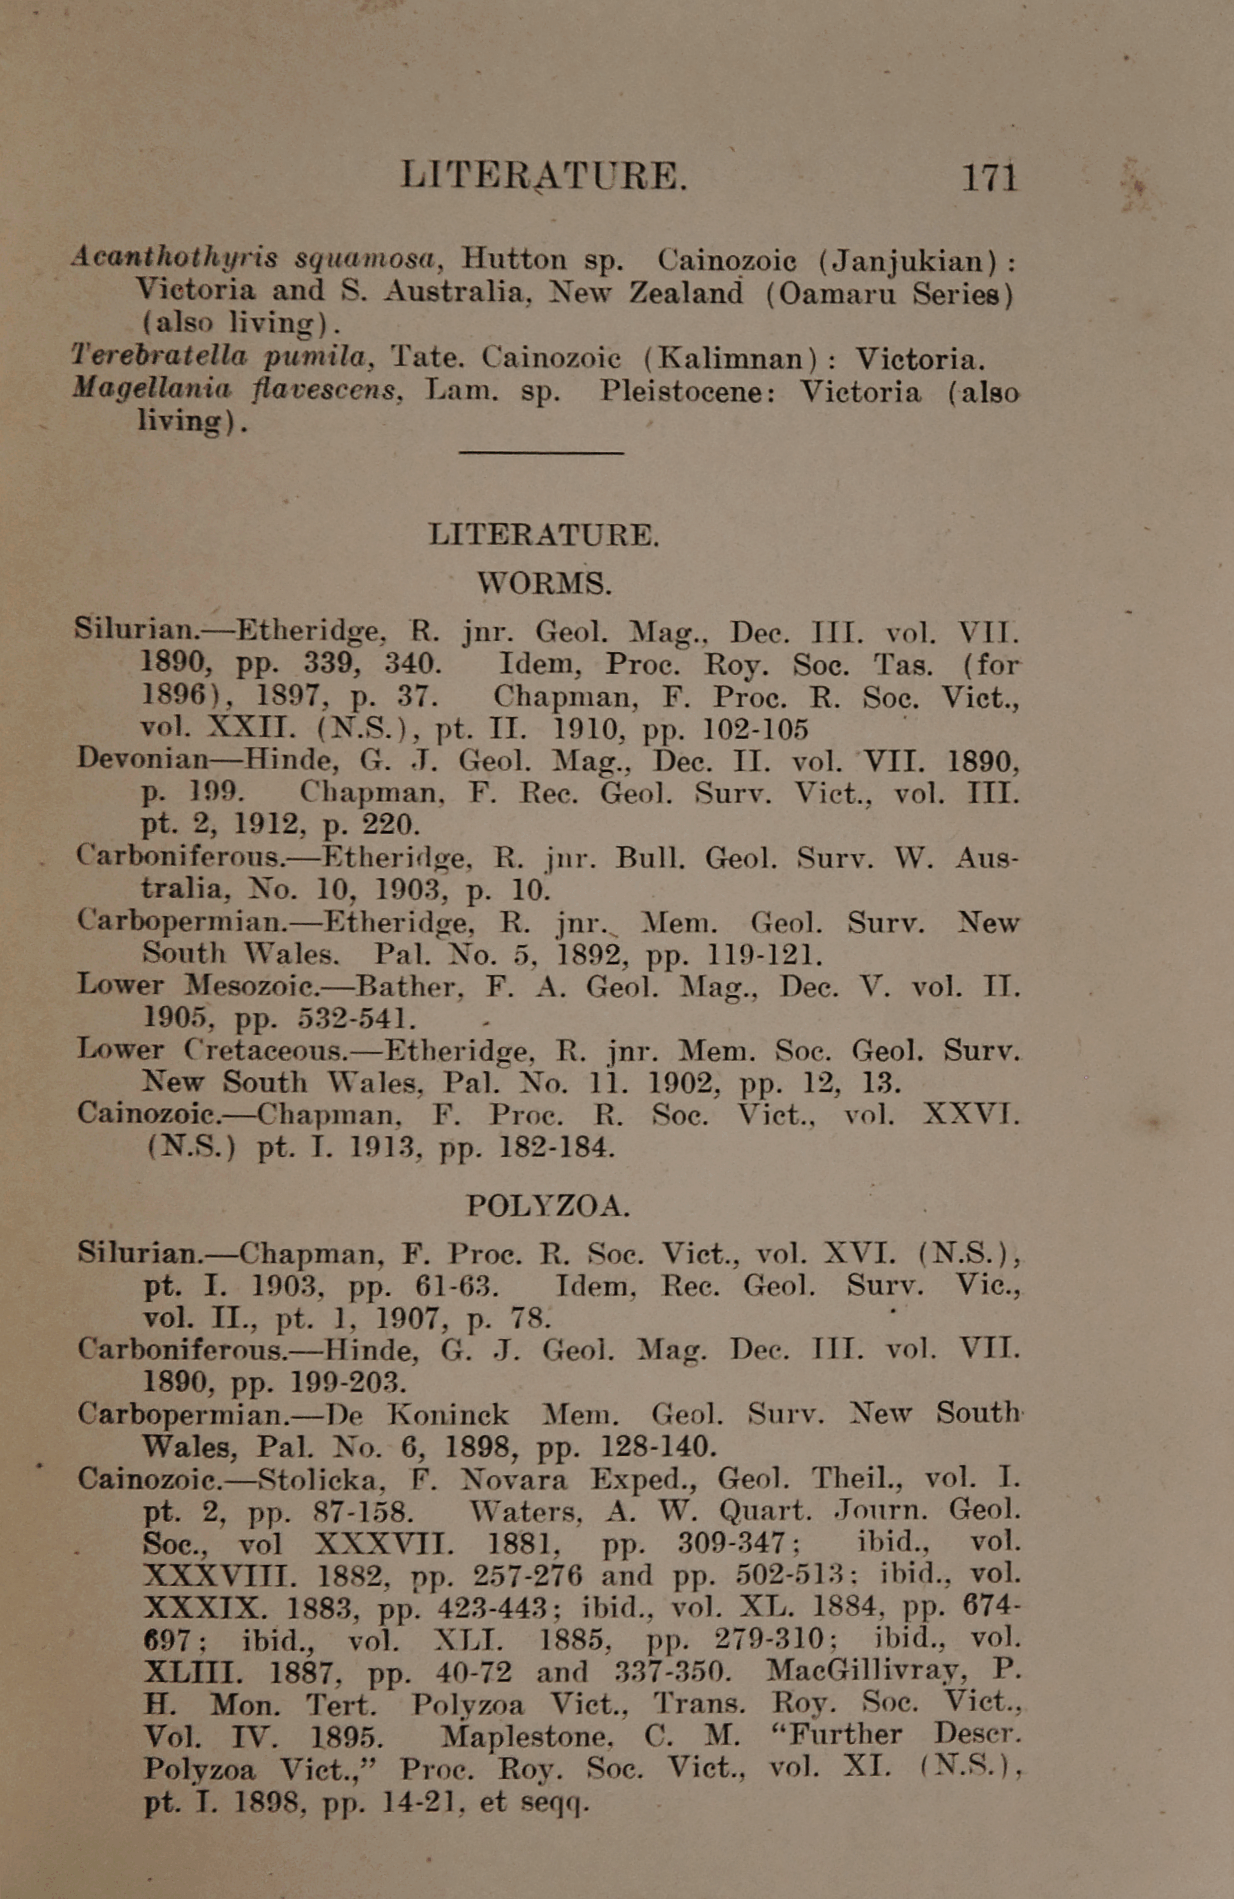 LITERATURE. 171
Acanthothyris squamosa, Hutton sp. Cainozoic (Janjukian) :
Victoria and S. Australia, New Zealand (Oamaru Series)
(also living).
Terebratella pumila, Tate. Cainozoic (Kalimnan) : Victoria.
Magellania flavescens, Lam. sp. Pleistocene: Victoria (also
living).
LITERATURE.
WORMS.
Silurian.—Etheridge, R. jnr. Geol. Mag., Dec. III. vol. VII.
1890, pp. 339, 340. Idem, Proc. Roy. Soc. Tas. (for
1896), 1897, p. 37. Chapman, F. Proc. R. Soc. Vict.,
vol. XXII. (N.S.), pt. II. 1910, pp. 102-105
Devonian—Hinde, G. J. Geol. Mag., Dec. II. vol. VII. 1890,
p. 199. Chapman, F. Rec. Geol. Surv. Vict., vol. III.
pt. 2, 1912, p. 220.
Carboniferous.—Etheridge, R. jnr. Bull. Geol. Surv. W. Aus-
tralia, No. 10, 1903, p. 10.
Carbopermian.—Etheridge, R. jnr., Mem. Geol. Surv. New
South Wales. Pal. No. 5, 1892, pp. 119-121.
Lower Mesozoic.—Bather, F. A. Geol. Mag., Dec. V. vol. II.
1905, pp. 532-541.
Lower Cretaceous.—Etheridge, R. jnr. Mem. Soc. Geol. Surv.
New South Wales, Pal. No. 11. 1902, pp. 12, 13.
Cainozoic.—Chapman, F. Proc. R. Soc. Vict., vol. XXVI.
(N.S.) pt. I. 1913, pp. 182-184.
POLYZOA.
Silurian.—Chapman, F. Proc. R. Soc. Vict., vol. XVI. (N.S.),
pt. I. 1903, pp. 61-63. Idem, Rec. Geol. Surv. Vic.,
vol. II., pt. 1, 1907, p. 78.
Carboniferous.—Hinde, G. J. Geol. Mag. Dec. III. vol. VII.
1890, pp. 199-203.
Carbopermian.—De Koninck Mem. Geol. Surv. New South
Wales, Pal. No. 6, 1898, pp. 128-140.
Cainozoic.—Stolicka, F. Novara Exped., Geol. Theil., vol. I.
pt. 2, pp. 87-158. Waters, A. W. Quart. Journ. Geol.
Soc., vol XXXVII. 1881, pp. 309-347; ibid., vol.
XXXVIII. 1882, pp. 257-276 and pp. 502-513; ibid., vol.
XXXIX. 1883, pp. 423-443; ibid., vol. XL. 1884, pp. 674-
697; ibid., vol. XLI. 1885, pp. 279-310; ibid., vol.
XLIII. 1887, pp. 40-72 and 337-350. MacGillivray, P.
H. Mon. Tert. Polyzoa Vict., Trans. Roy. Soc. Vict.,
Vol. IV. 1895. Maplestone, C. M. “Further Descr.
Polyzoa Vict.,” Proc. Roy. Soc. Vict., vol. XI. (N.S.),
pt. I. 1898, pp. 14-21, et seqq.